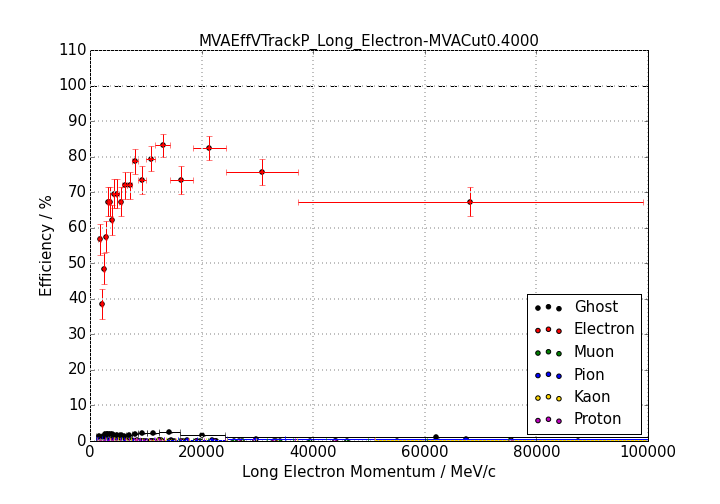 MVAEffVTrackP_Long_Electron-MVACut0.4000
110
100
90
80
70
60
50
40
30
20
10
0
Efficiency / %
Ghost
Electron
Muon
Pion
Kaon
Proton
0 20000 40000 60000 80000 100000
Long Electron Momentum / MeV/c